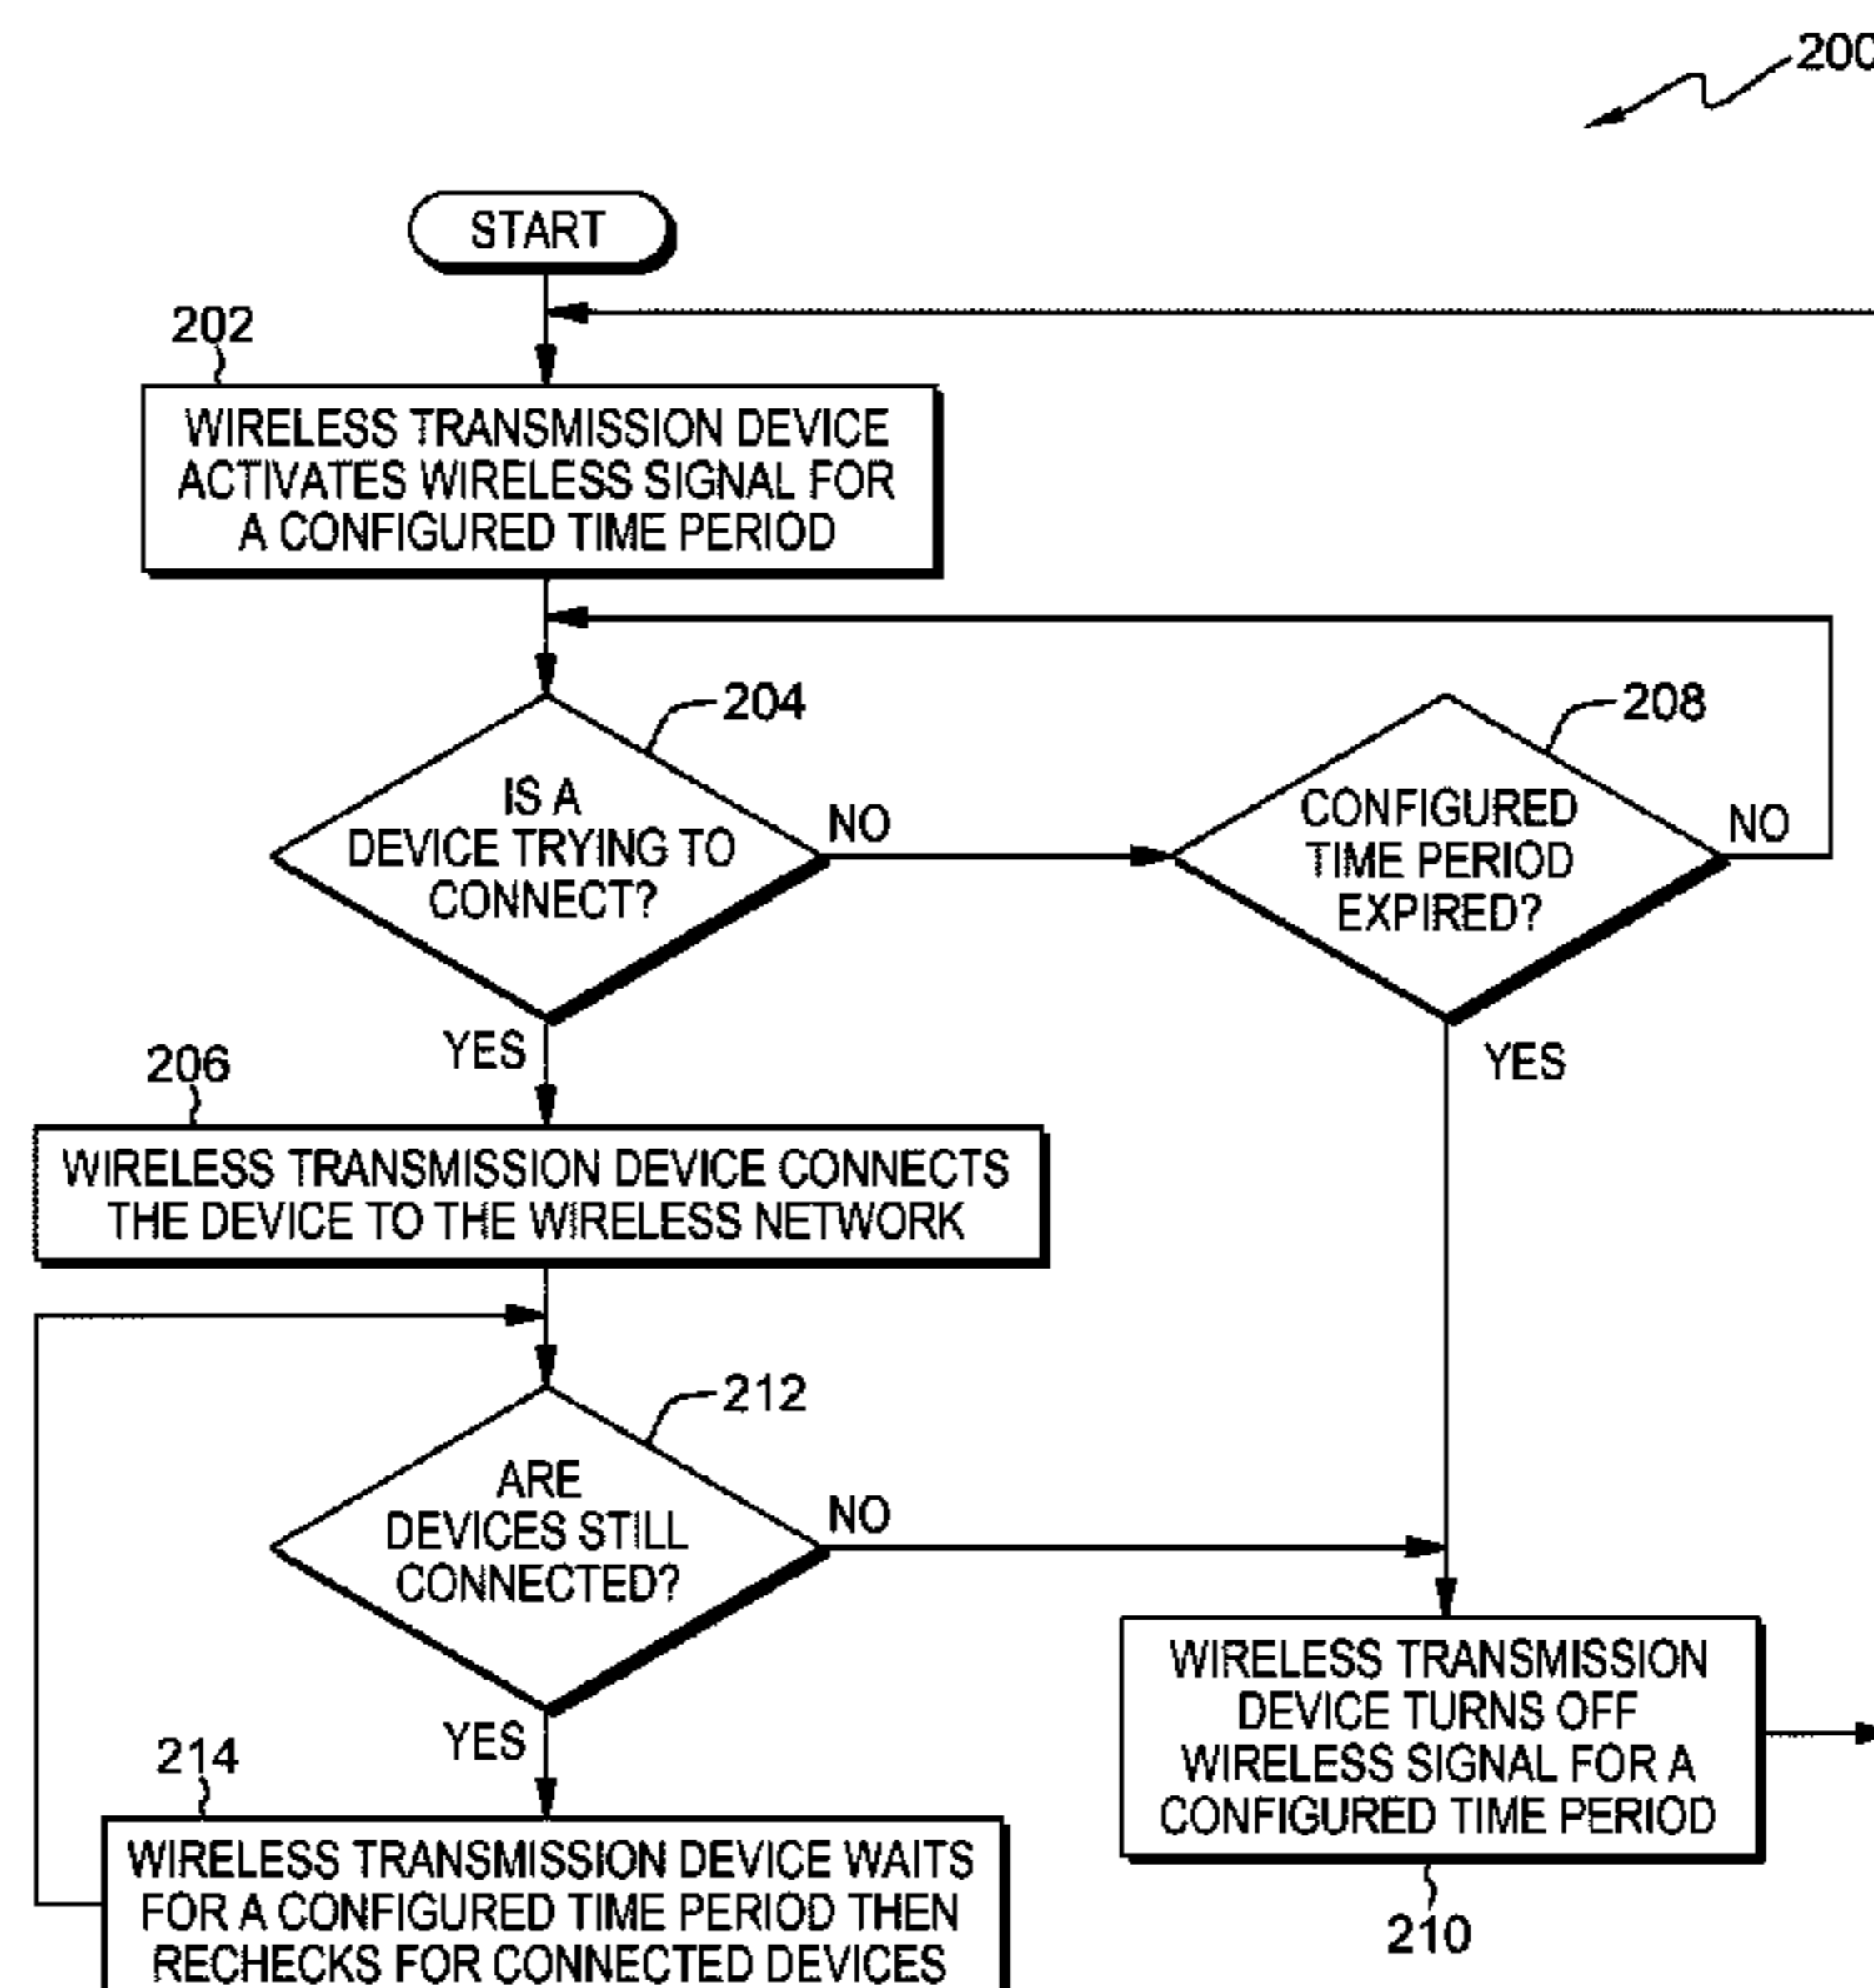 200
START
202
WIRELESS TRANSMISSION DEVICE
ACTIVATES WIRELESS SIGNAL FOR
A CONFIGURED TIME PERIOD
204
IS A
DEVICE TRYING TO
CONNECT?
NO
208
CONFIGURED
TIME PERIOD
EXPIRED?
NO
YES
YES
206
WIRELESS TRANSMISSION DEVICE CONNECTS
THE DEVICE TO THE WIRELESS NETWORK
212
ARE
DEVICES STILL
CONNECTED?
NO
YES
WIRELESS TRANSMISSION
DEVICE TURNS OFF
WIRELESS SIGNAL FOR A
CONFIGURED TIME PERIOD
210
214
WIRELESS TRANSMISSION DEVICE WAITS
FOR A CONFIGURED TIME PERIOD THEN
RECHECKS FOR CONNECTED DEVICES